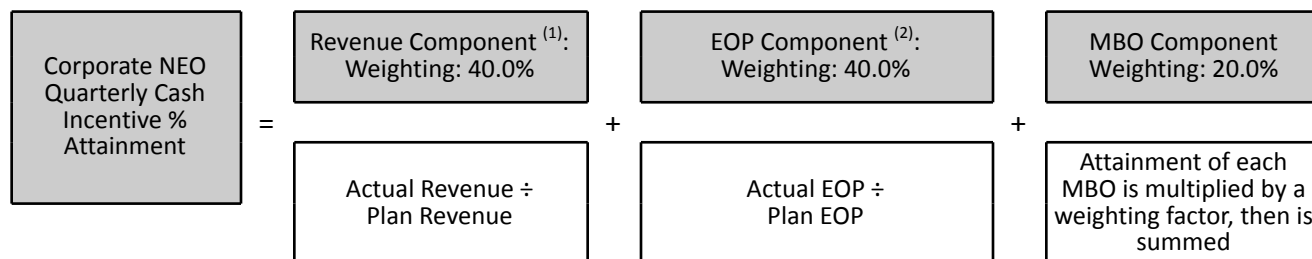 Corporate NEO
Quarterly Cash
Incentive %
Attainment
=
Revenue Component (1):
Weighting: 40.0%
Actual Revenue ÷
Plan Revenue
+
EOP Component (2):
Weighting: 40.0%
Actual EOP ÷
Plan EOP
+
MBO Component
Weighting: 20.0%
Attainment of each
MBO is multiplied by a
weighting factor, then is
summed